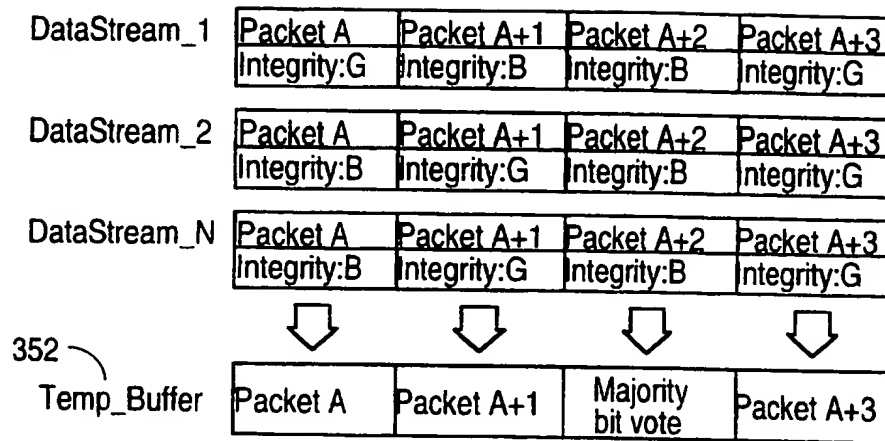 DataStream_1 Packet A Packet A+1 Packet A+2 Packet A+3
Integrity:G Integrity:B Integrity:B Integrity:G
DataStream_2 Packet A Packet A+1 Packet A+2 Packet A+3
Integrity:B Integrity:G Integrity:B Integrity:G
DataStream_N Packet A Packet A+1 Packet A+2 Packet A+3
Integrity:B Integrity:G Integrity:B Integrity:G
352
Temp_Buffer Packet A Packet A+1 Majority bit vote Packet A+3